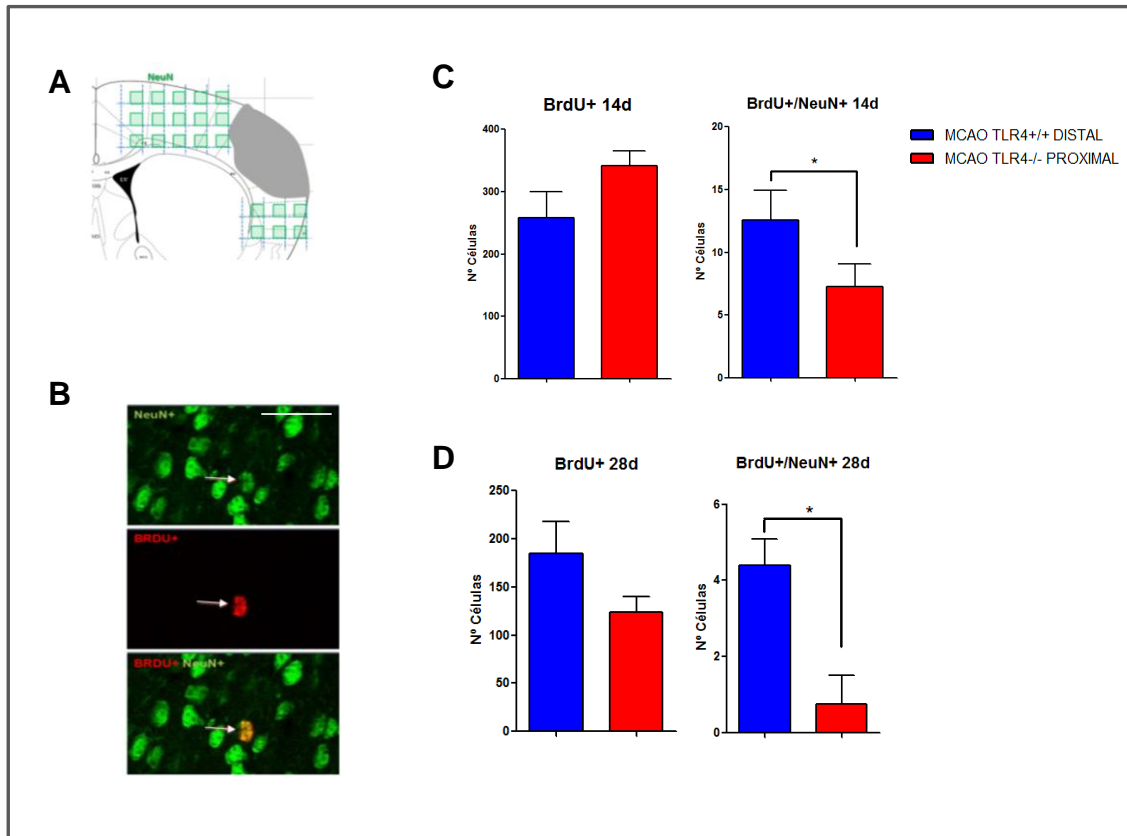 A
NeuN
B
NeuN+
BRDU+
BRDU+ NeuN+
C
BrdU+ 14d
Nº Células
400
300
200
100
0
BrdU+/NeuN+ 14d
Nº Células
20
15
10
5
0
*
MCAO TLR4+/+ DISTAL
MCAO TLR4-/- PROXIMAL
D
BrdU+ 28d
Nº Células
250
200
150
100
50
0
BrdU+/NeuN+ 28d
Nº Células
6
4
2
0
*